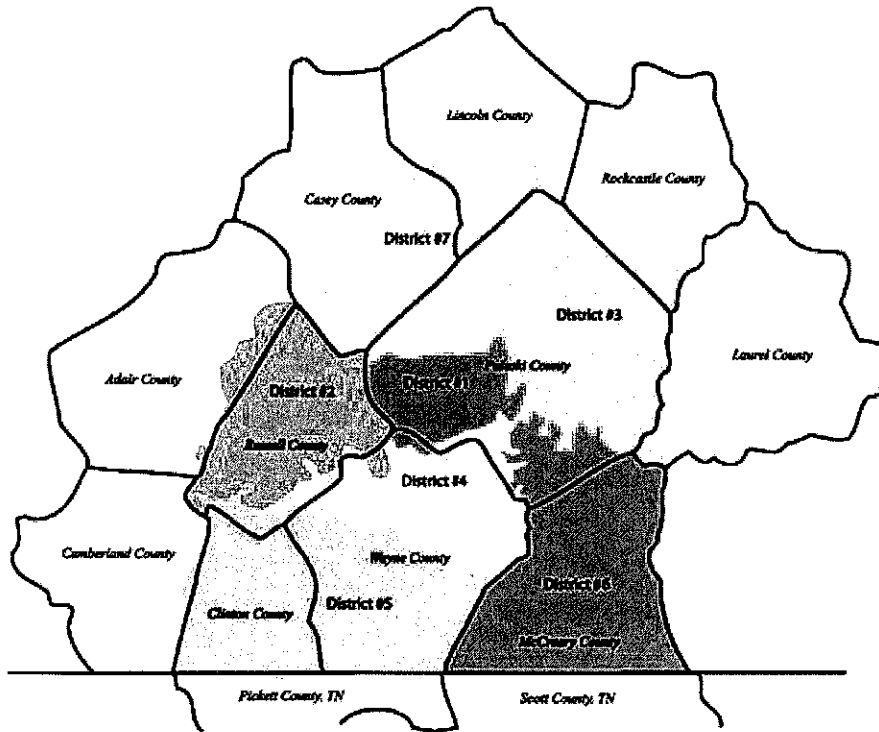 Lincoln County
Rockcastle County
Casey County
District #7
District #3
Laurel County
Pulaski County
Adair County
District #1
District #2
Russell County
District #4
Cumberland County
Wayne County
District #6
Clinton County
District #5
McCreary County
Pickett County, TN
Scott County, TN